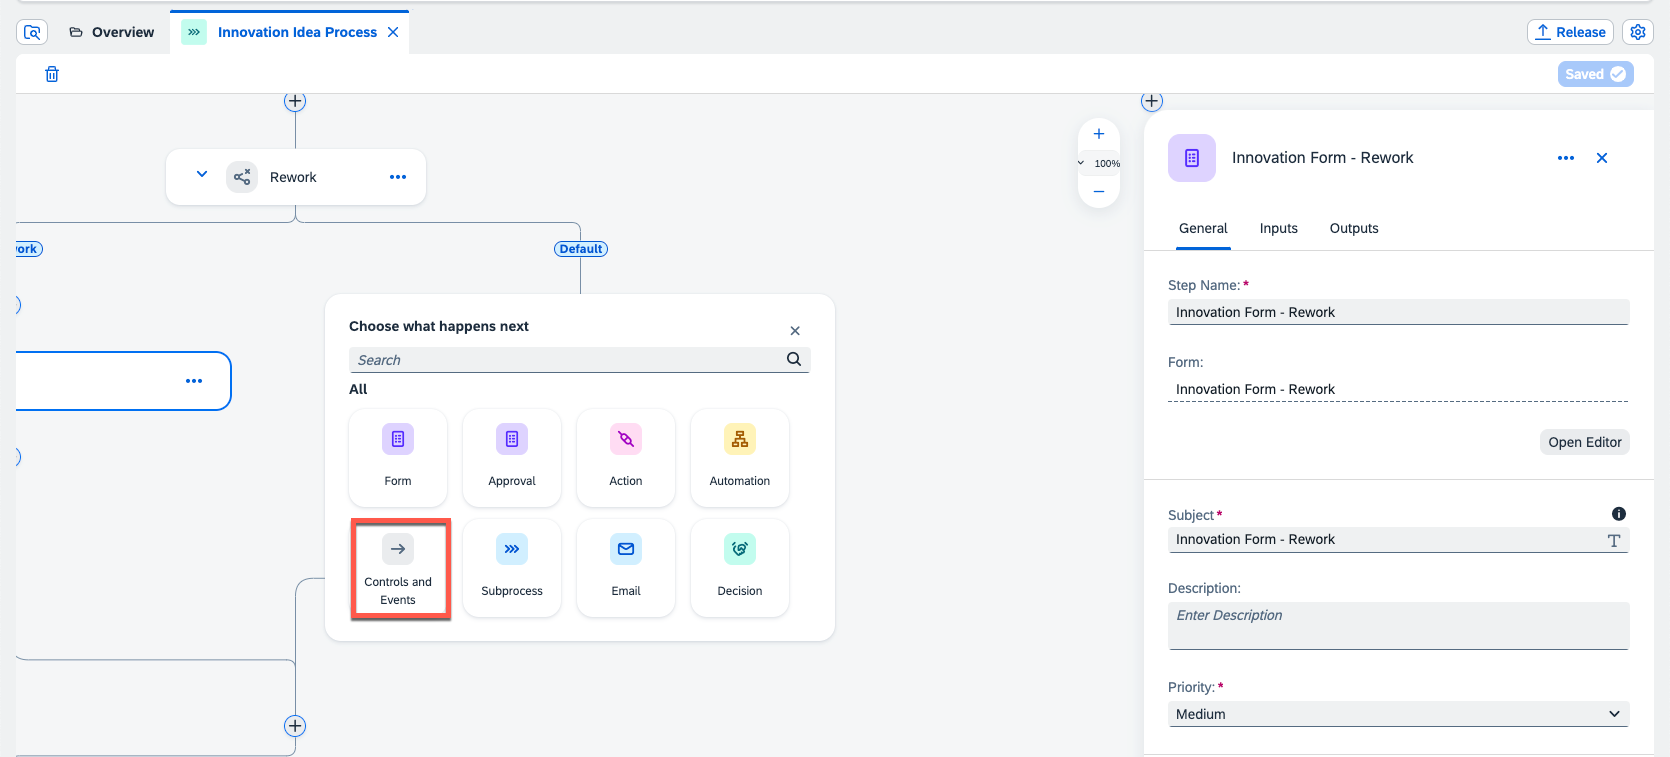 Overview
Innovation Idea Process
Release
Saved
Rework
100%
Default
Choose what happens next
Search
All
Form
Approval
Action
Automation
Controls and
Events
Subprocess
Email
Decision
Innovation Form - Rework
General
Inputs
Outputs
Step Name:*
Innovation Form - Rework
Form:
Innovation Form - Rework
Open Editor
Subject*
Innovation Form - Rework
Description:
Enter Description
Priority:*
Medium